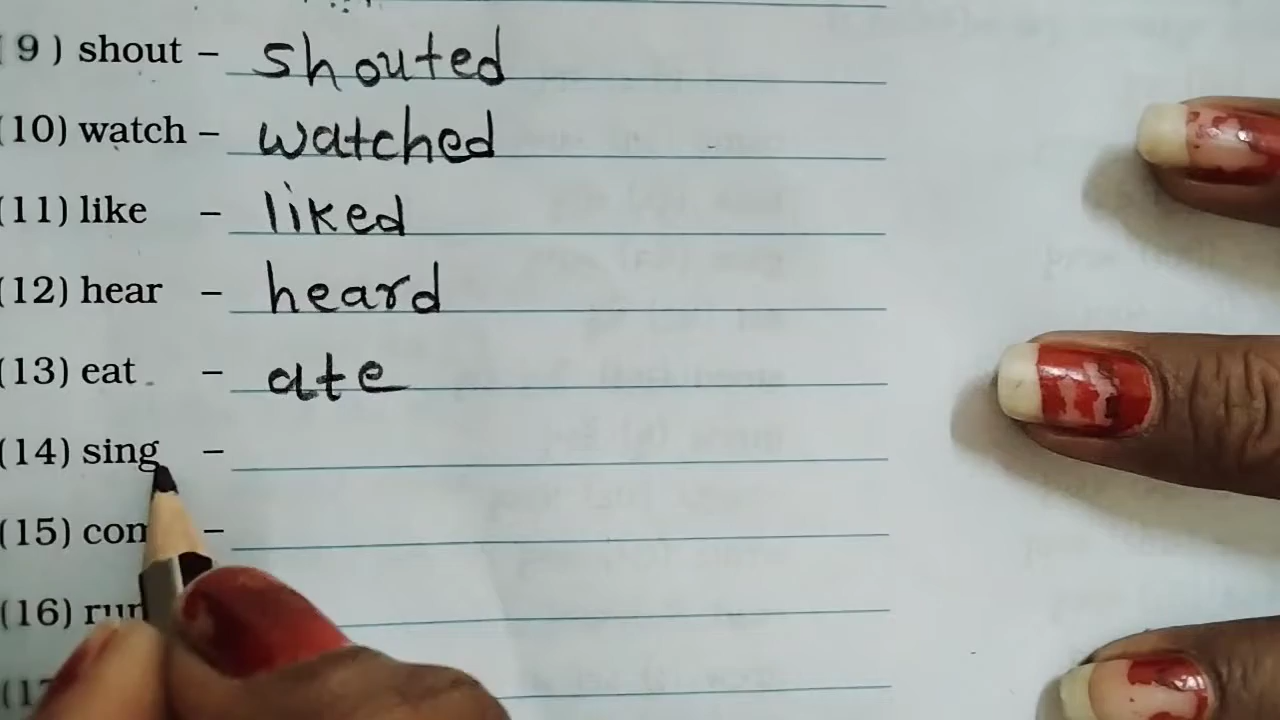 9) shout – shouted
(10) watch – watched
(11) like – liked
(12) hear – heard
(13) eat – ate
(14) sing –
(15) –
(16)